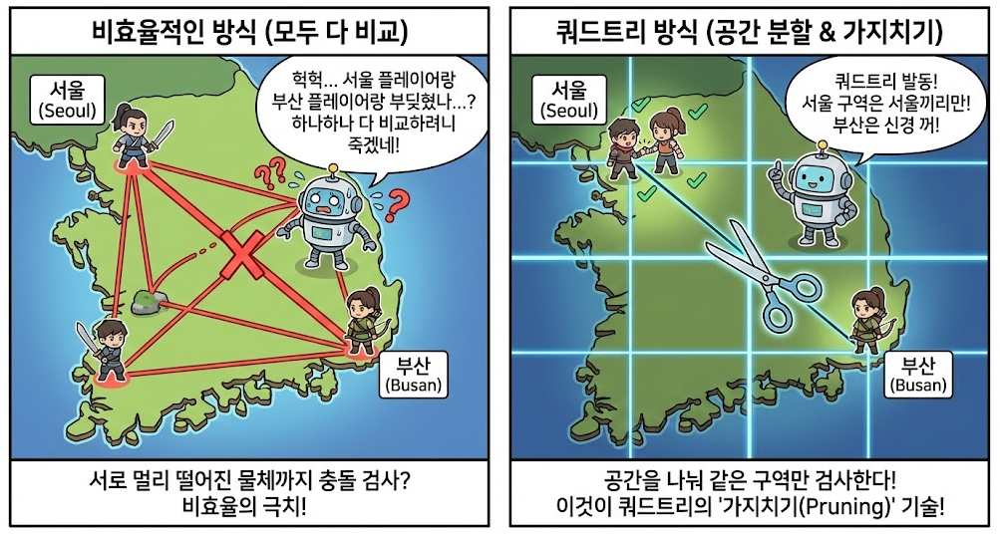 비효율적인 방식 (모두 다 비교)
서울
(Seoul)
헉헉... 서울 플레이어랑
부산 플레이어랑 부딪혔나...?
하나하나 다 비교하려니
죽겠네!
??
?
부산
(Busan)
서로 멀리 떨어진 물체까지 충돌 검사?
비효율의 극치!
쿼드트리 방식 (공간 분할 & 가지치기)
서울
(Seoul)
쿼드트리 발동!
서울 구역은 서울끼리만!
부산은 신경 꺼!
부산
(Busan)
공간을 나눠 같은 구역만 검사한다!
이것이 쿼드트리의 '가지치기(Pruning)' 기술!